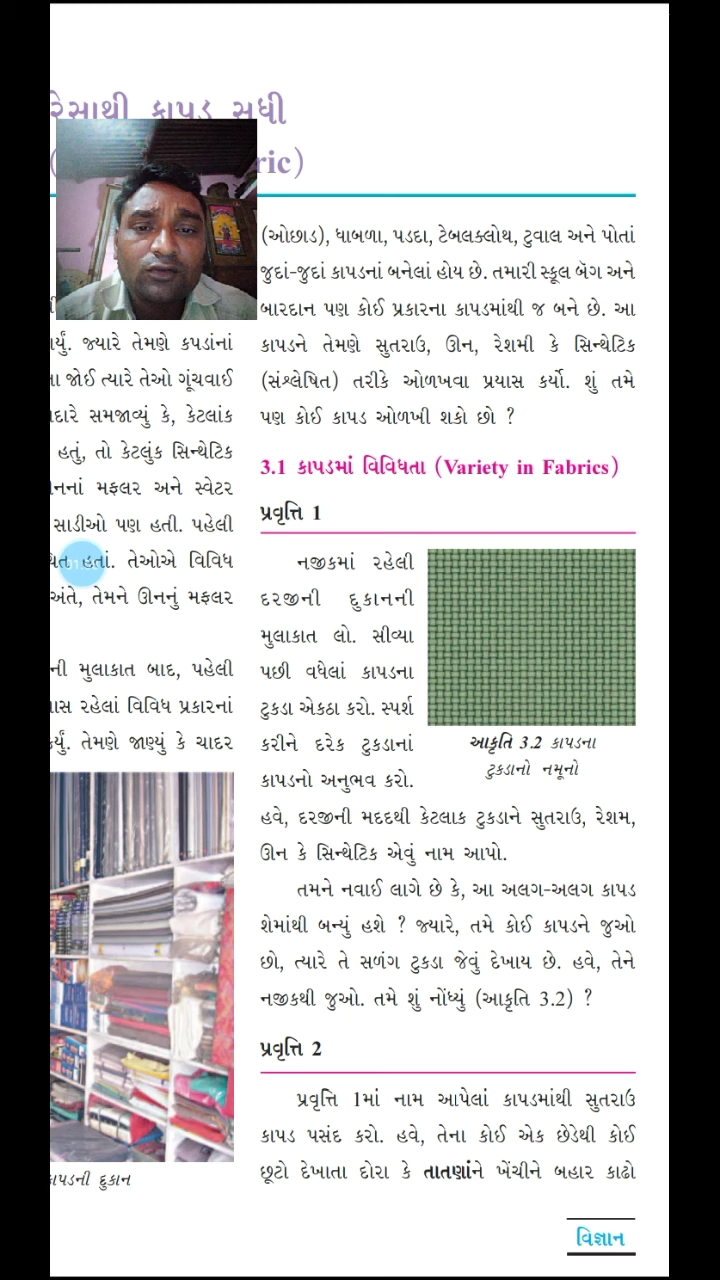 રેસાથી કાપડ સુધી
ric)
ર્યું. જ્યારે તેમણે કપડાંનાં
જોઈ ત્યારે તેઓ ગૂંચવાઈ
સમજાવ્યું કે, કેટલાંક
હતું, તો કેટલુંક સિન્થેટિક
મફલર અને સ્વેટર
સાડીઓ પણ હતી. પહેલી
હતાં. તેઓએ વિવિધ
અંતે, તેમને ઊનનું મફલર
ની મુલાકાત બાદ, પહેલી
રહેલાં વિવિધ પ્રકારનાં
ર્યું. તેમણે જાણ્યું કે ચાદર
કાપડની દુકાન
(ઓછાડ), ધાબળા, પડદા, ટેબલક્લોથ, ટુવાલ અને પોતાં
જુદાં-જુદાં કાપડનાં બનેલાં હોય છે. તમારી સ્કૂલ બૅગ અને
બારદાન પણ કોઈ પ્રકારના કાપડમાંથી જ બને છે. આ
કાપડને તેમણે સુતરાઉ, ઊન, રેશમી કે સિન્થેટિક
(સંશ્લેષિત) તરીકે ઓળખવા પ્રયાસ કર્યો. શું તમે
પણ કોઈ કાપડ ઓળખી શકો છો ?
3.1 કાપડમાં વિવિધતા (Variety in Fabrics)
પ્રવૃત્તિ 1
નજીકમાં રહેલી
દરજીની દુકાનની
મુલાકાત લો. સીવ્યા
પછી વધેલાં કાપડના
ટુકડા એકઠા કરો. સ્પર્શ
કરીને દરેક ટુકડાનાં
કાપડનો અનુભવ કરો.
આકૃતિ 3.2 કાપડના
ટુકડાનો નમૂનો
હવે, દરજીની મદદથી કેટલાક ટુકડાને સુતરાઉ, રેશમ,
ઊન કે સિન્થેટિક એવું નામ આપો.
તમને નવાઈ લાગે છે કે, આ અલગ-અલગ કાપડ
શેમાંથી બન્યું હશે ? જ્યારે, તમે કોઈ કાપડને જુઓ
છો, ત્યારે તે સળંગ ટુકડા જેવું દેખાય છે. હવે, તેને
નજીકથી જુઓ. તમે શું નોંધ્યું (આકૃતિ 3.2) ?
પ્રવૃત્તિ 2
પ્રવૃત્તિ 1માં નામ આપેલાં કાપડમાંથી સુતરાઉ
કાપડ પસંદ કરો. હવે, તેના કોઈ એક છેડેથી કોઈ
છૂટો દેખાતા દોરા કે તાતણાંને ખેંચીને બહાર કાઢો
વિજ્ઞાન